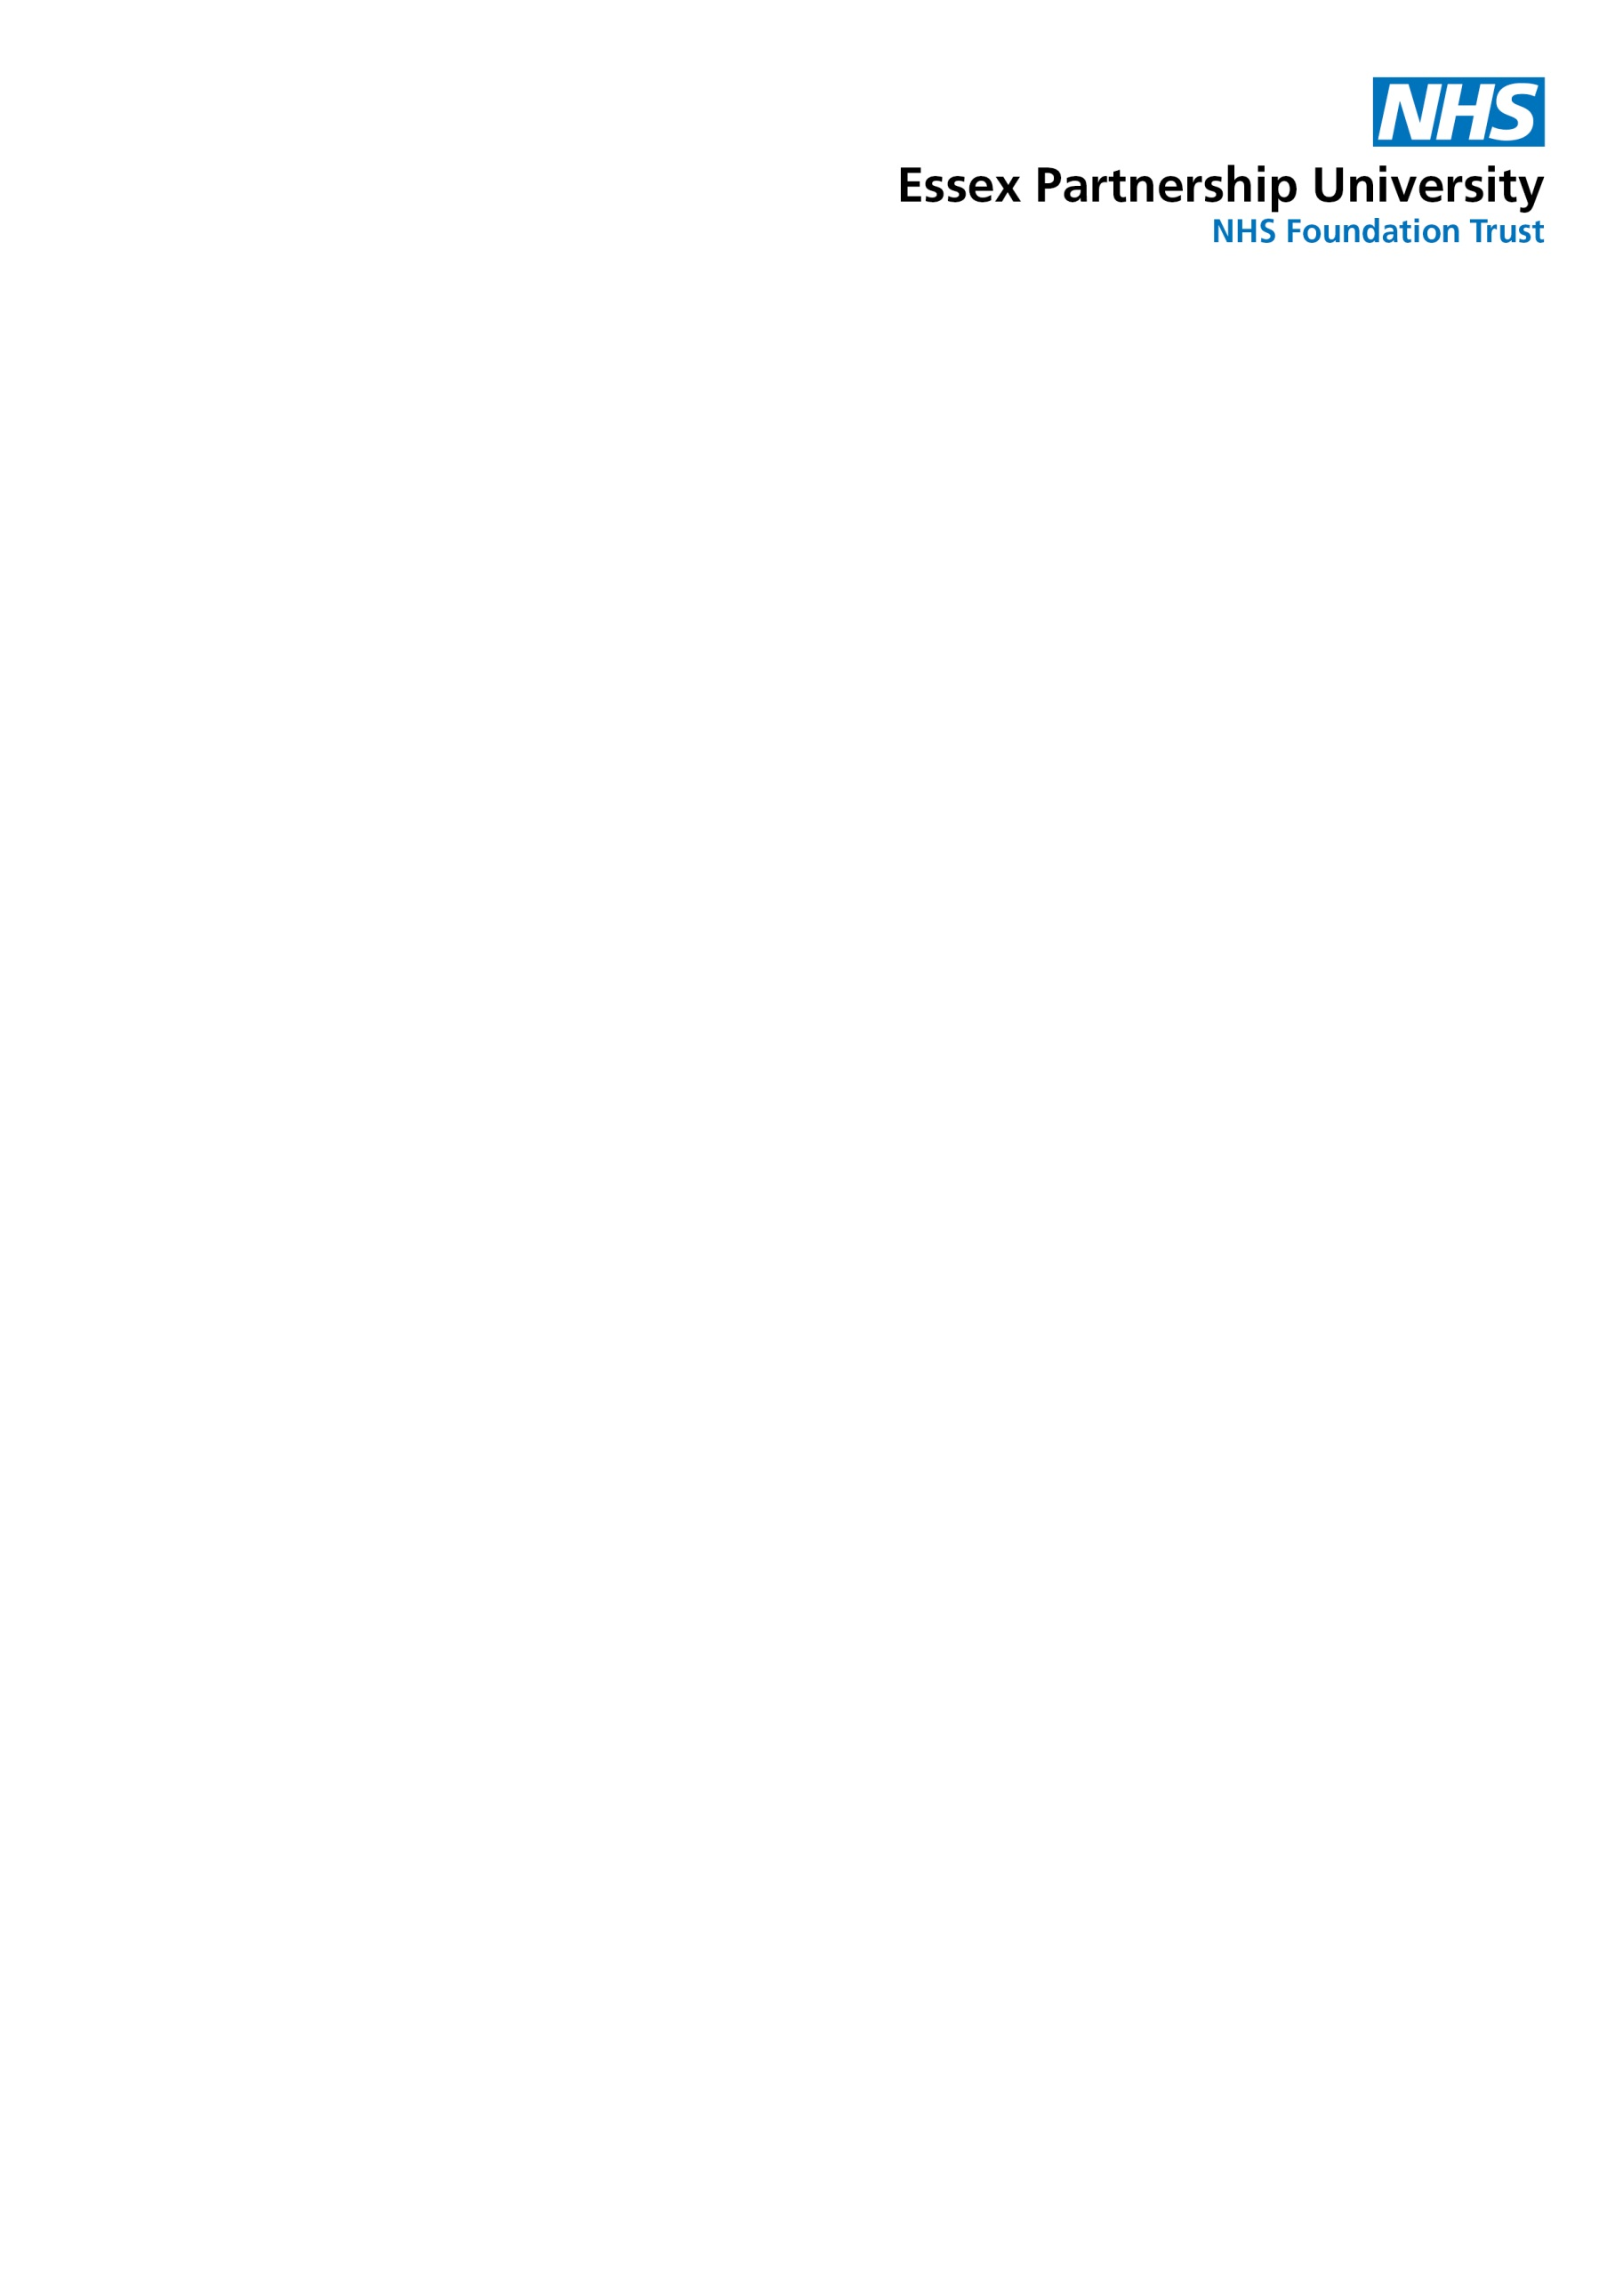 NHS
Essex Partnership University
NHS Foundation Trust